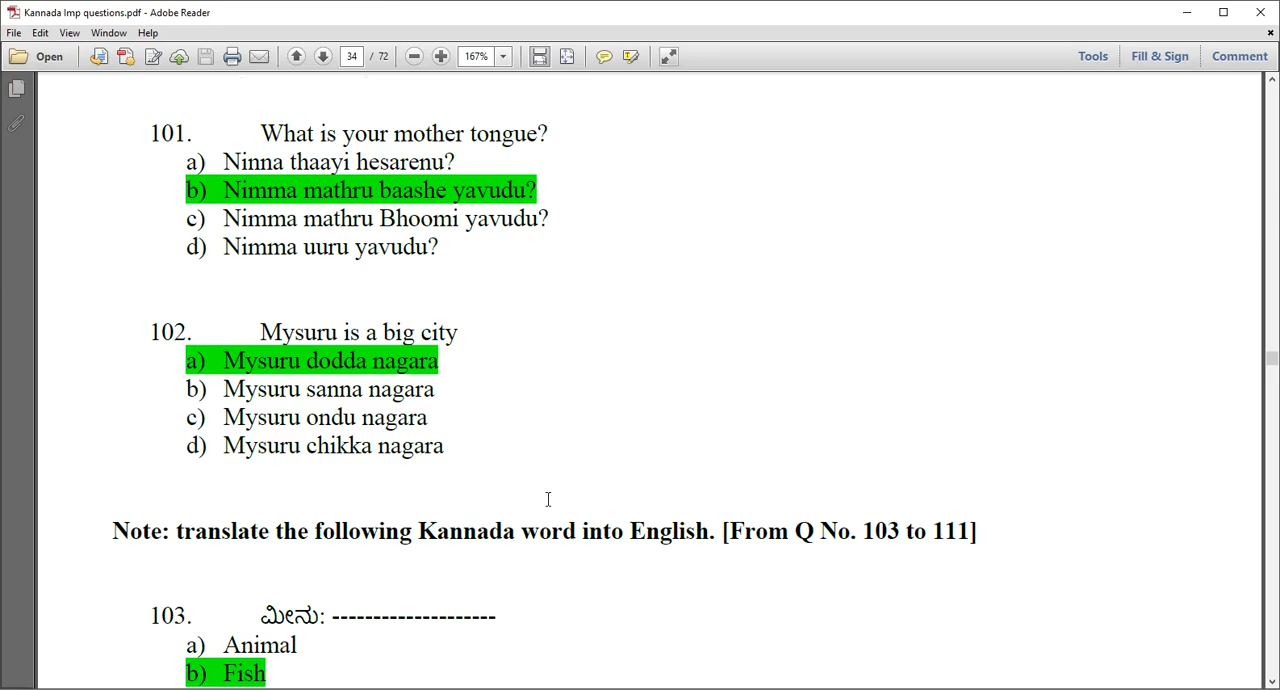 Kannada Imp questions.pdf - Adobe Reader
File Edit View Window Help
Open 34 / 72 167% Tools Fill & Sign Comment
101. What is your mother tongue?
a) Ninna thaayi hesarenu?
b) Nimma mathru baashe yavudu?
c) Nimma mathru Bhoomi yavudu?
d) Nimma uuru yavudu?
102. Mysuru is a big city
a) Mysuru dodda nagara
b) Mysuru sanna nagara
c) Mysuru ondu nagara
d) Mysuru chikka nagara
Note: translate the following Kannada word into English. [From Q No. 103 to 111]
103. ಮೀನು: --------------------
a) Animal
b) Fish